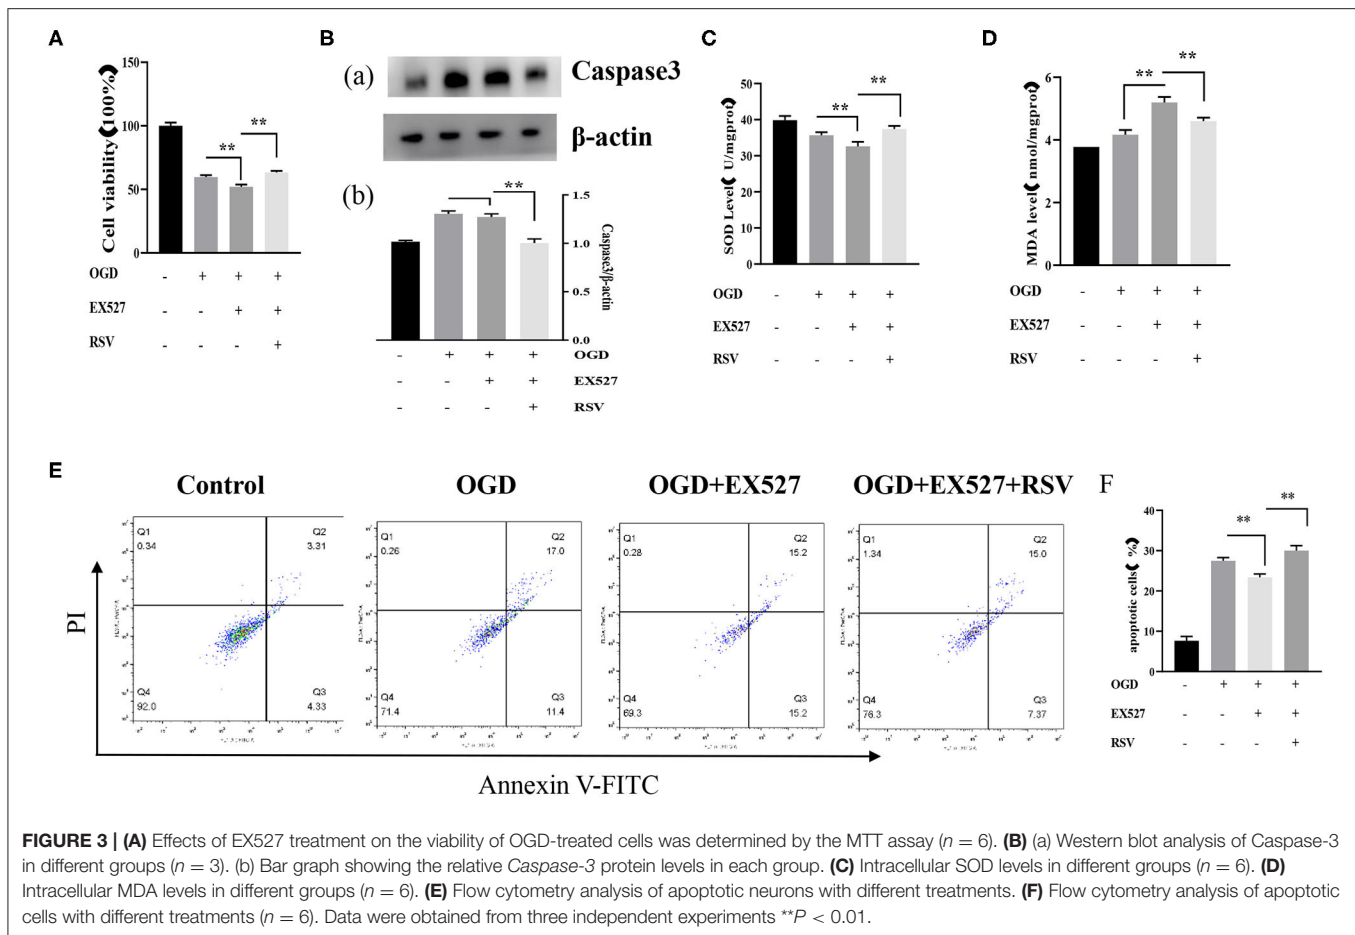 A
Cell viability (100%)
150
100
50
0
OGD - + + +
EX527 - - + +
RSV - - - +
B
(a)
Caspase3
β-actin
(b)
**
1.5
1.0
0.5
0.0
Caspase3/β-actin
- + + + OGD
- - + + EX527
- - - + RSV
C
SOD Level( U/mgprot)
50
40
30
20
10
0
**
**
OGD - + + +
EX527 - - + +
RSV - - - +
D
MDA level( nmol/mgprot)
6
4
2
0
**
**
OGD - + + +
EX527 - - + +
RSV - - - +
**
**
E
Control
OGD
OGD+EX527
OGD+EX527+RSV
PI
Q1
0.34
Q2
3.31
Q4
92.0
Q3
4.33
Q1
0.26
Q2
17.0
Q4
71.4
Q3
11.4
Q1
0.28
Q2
15.2
Q4
69.3
Q3
15.2
Q1
1.34
Q2
15.0
Q4
76.3
Q3
7.37
Annexin V-FITC
F
apoptotic cells( %)
40
30
20
10
0
**
**
OGD - + + +
EX527 - - + +
RSV - - - +
FIGURE 3 | (A) Effects of EX527 treatment on the viability of OGD-treated cells was determined by the MTT assay (n = 6). (B) (a) Western blot analysis of Caspase-3
in different groups (n = 3). (b) Bar graph showing the relative Caspase-3 protein levels in each group. (C) Intracellular SOD levels in different groups (n = 6). (D)
Intracellular MDA levels in different groups (n = 6). (E) Flow cytometry analysis of apoptotic neurons with different treatments. (F) Flow cytometry analysis of apoptotic
cells with different treatments (n = 6). Data were obtained from three independent experiments **P < 0.01.